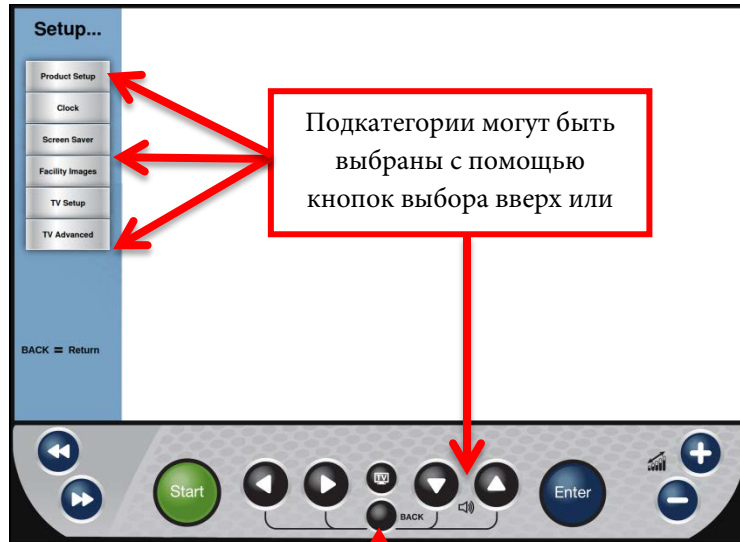 Setup...
Product Setup
Clock
Screen Saver
Facility Images
TV Setup
TV Advanced
BACK = Return
Подкатегории могут быть
выбраны с помощью
кнопок выбора вверх или
Start
TV
BACK
Enter